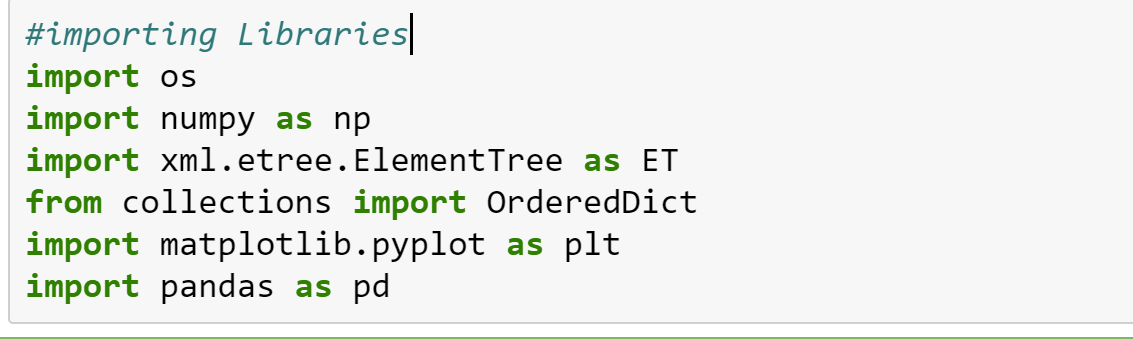 #importing Libraries
import os
import numpy as np
import xml.etree.ElementTree as ET
from collections import OrderedDict
import matplotlib.pyplot as plt
import pandas as pd